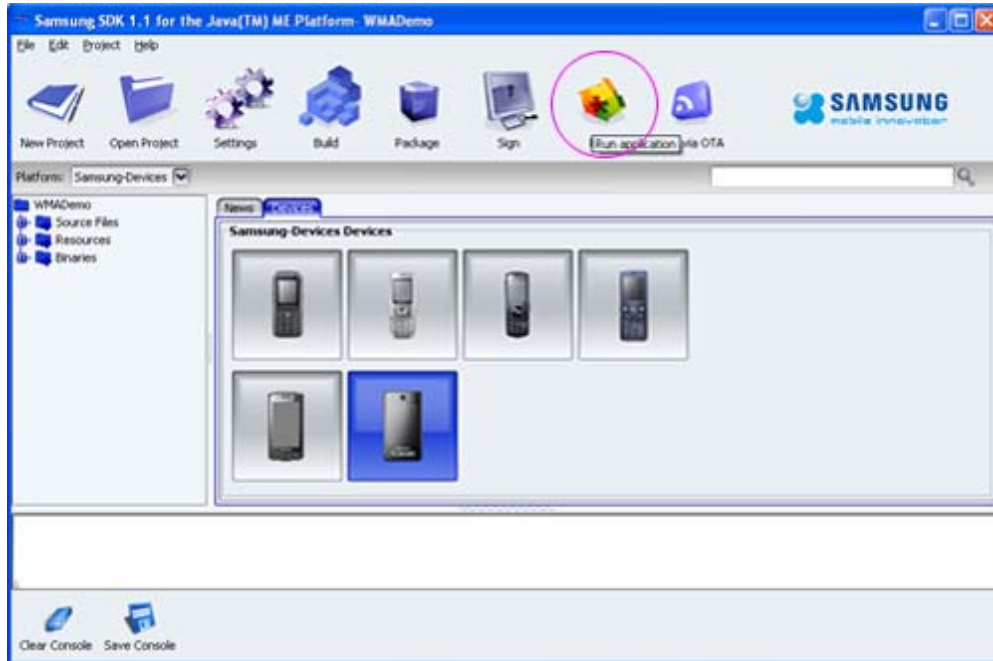 Samsung SDK 1.1 for the Java(TM) ME Platform- WMADemo
File Edit Project Help
New Project Open Project Settings Build Package Sign Run application via OTA
SAMSUNG
mobile innovator
Platform: Samsung-Devices
WMADemo
Source Files
Resources
Binaries
News Devices
Samsung-Devices Devices
Clear Console Save Console